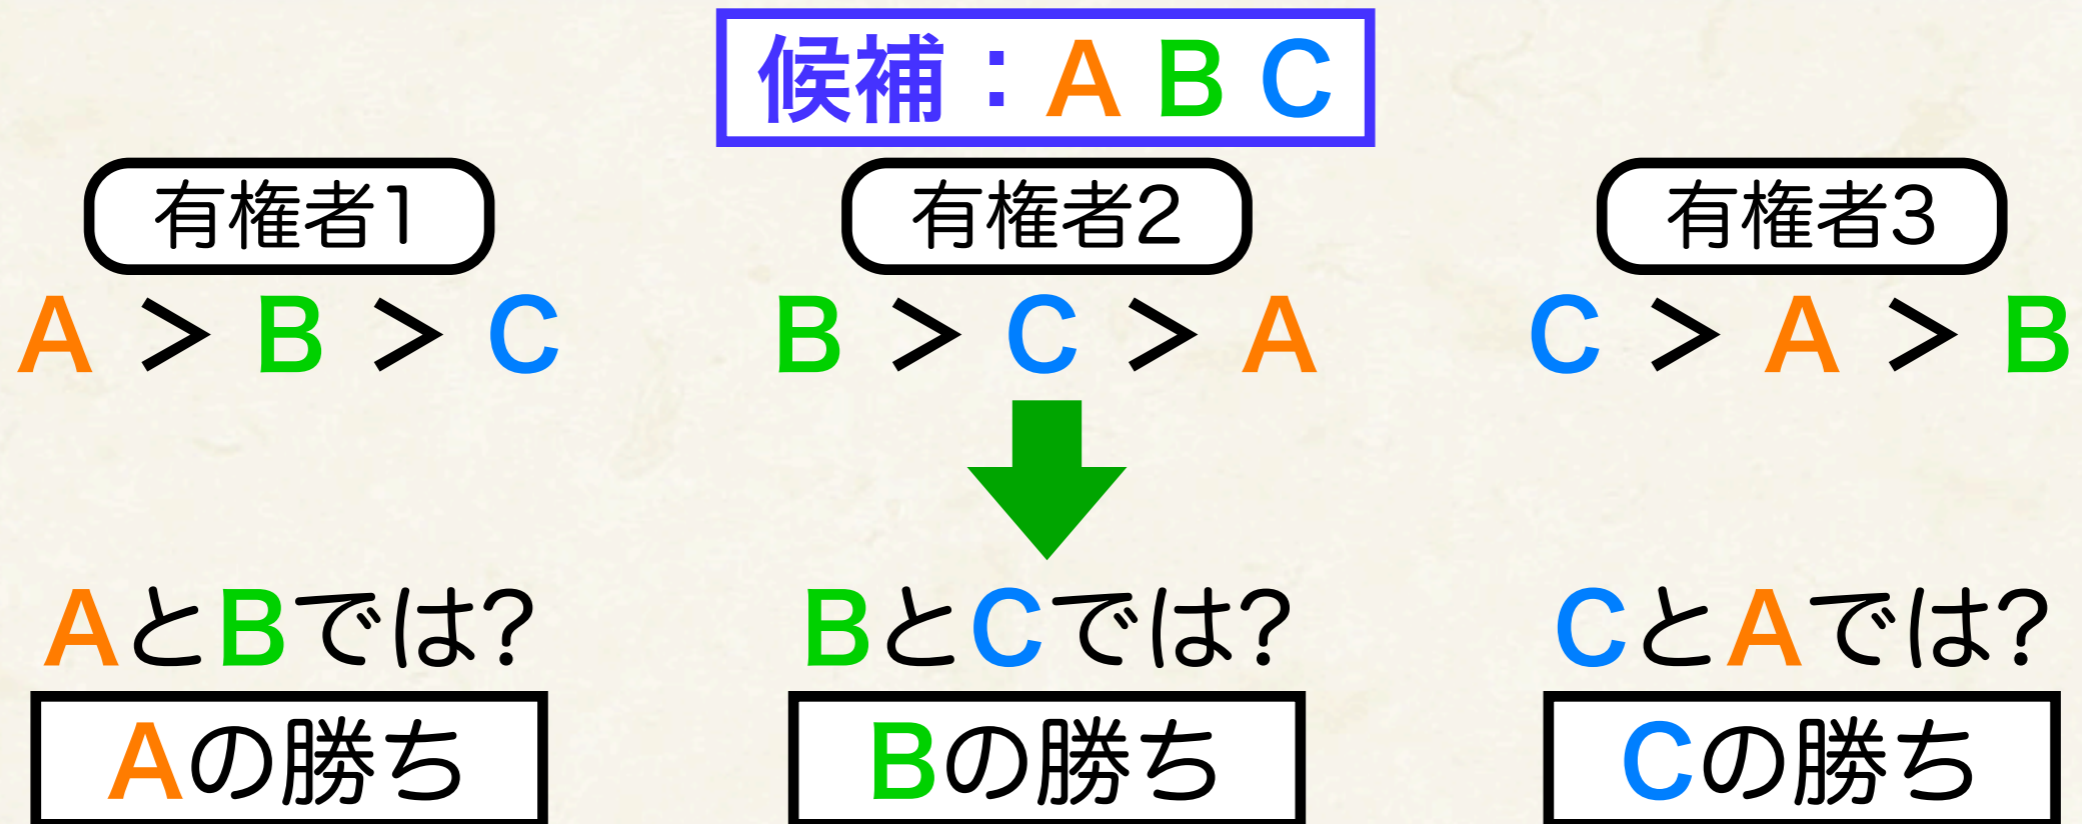 候補：A B C
有権者1
有権者2
有権者3
A > B > C
B > C > A
C > A > B
AとBでは?
BとCでは?
CとAでは?
Aの勝ち
Bの勝ち
Cの勝ち